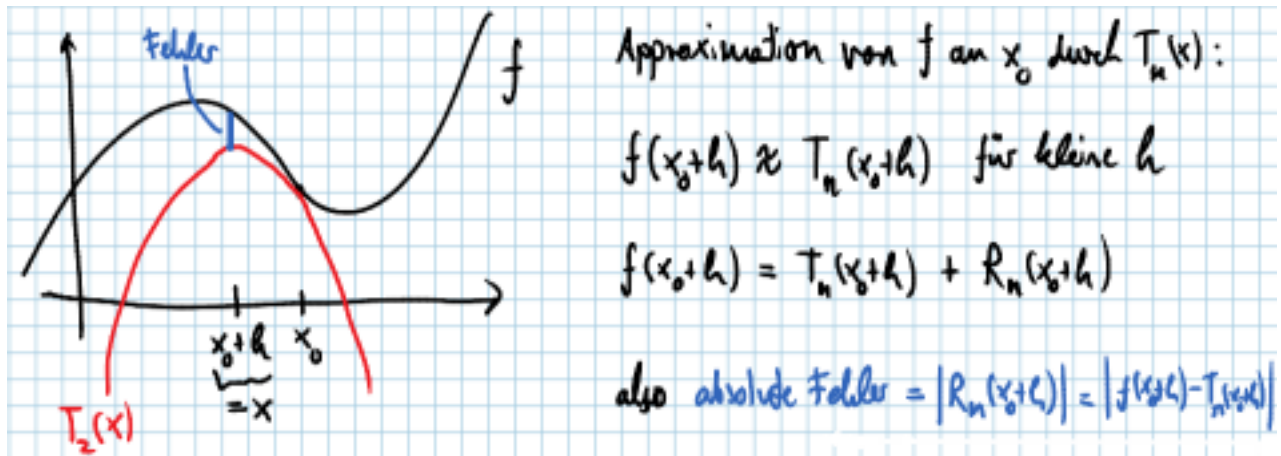 Fehler
f
x₀+h
x₀
=x
T₂(x)
Approximation von f an x₀ durch Tₙ(x):
f(x₀+h) ≈ Tₙ(x₀+h) für kleine h
f(x₀+h) = Tₙ(x₀+h) + Rₙ(x₀+h)
also absolute Fehler = |Rₙ(x₀+h)| = |f(x₀+h)-Tₙ(x₀+h)|